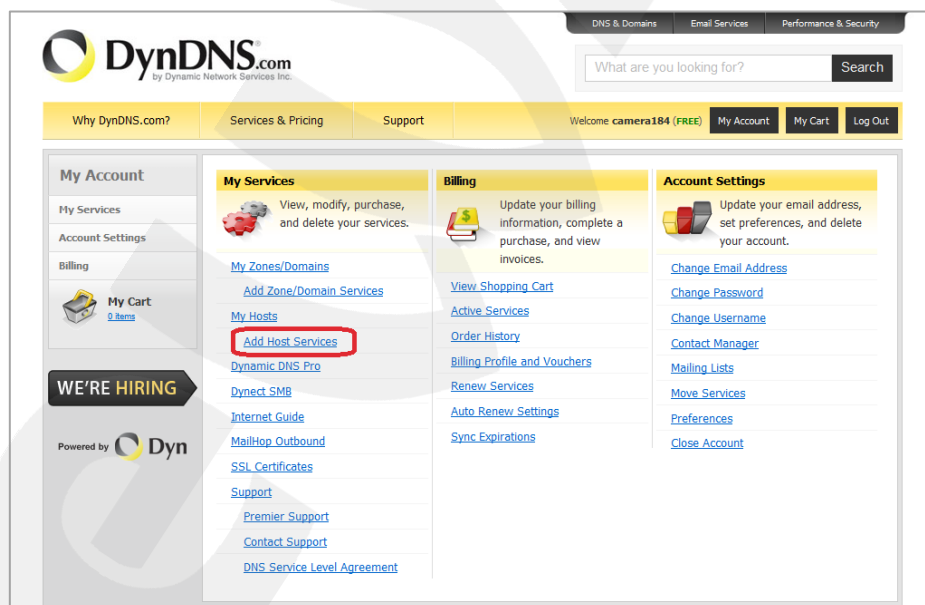 DNS & Domains Email Services Performance & Security
DynDNS.com
by Dynamic Network Services Inc.
What are you looking for? Search
Why DynDNS.com? Services & Pricing Support Welcome camera184 (FREE) My Account My Cart Log Out
My Account
My Services
Account Settings
Billing
My Cart
0 items
WE'RE HIRING
Powered by Dyn
My Services
View, modify, purchase,
and delete your services.
My Zones/Domains
Add Zone/Domain Services
My Hosts
Add Host Services
Dynamic DNS Pro
Dynect SMB
Internet Guide
MailHop Outbound
SSL Certificates
Support
Premier Support
Contact Support
DNS Service Level Agreement
Billing
Update your billing
information, complete a
purchase, and view
invoices.
View Shopping Cart
Active Services
Order History
Billing Profile and Vouchers
Renew Services
Auto Renew Settings
Sync Expirations
Account Settings
Update your email address,
set preferences, and delete
your account.
Change Email Address
Change Password
Change Username
Contact Manager
Mailing Lists
Move Services
Preferences
Close Account